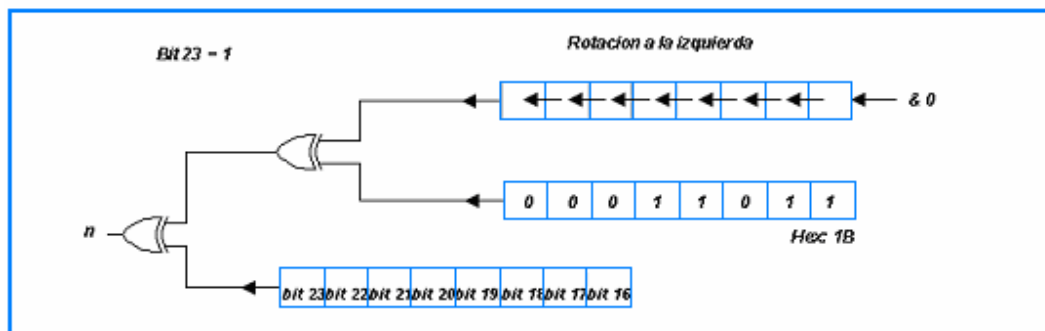 Rotacion a la izquierda
Bit 23 = 1
& 0
0 0 0 1 1 0 1 1
Hex: 1B
n
bit 23 bit 22 bit 21 bit 20 bit 19 bit 18 bit 17 bit 16